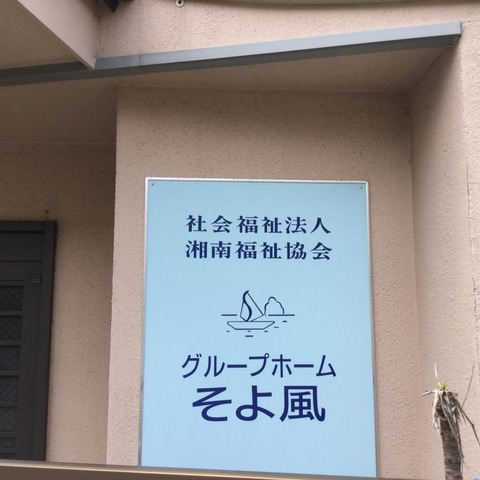 社会福祉法人
湘南福祉協会
グループホーム
そよ風